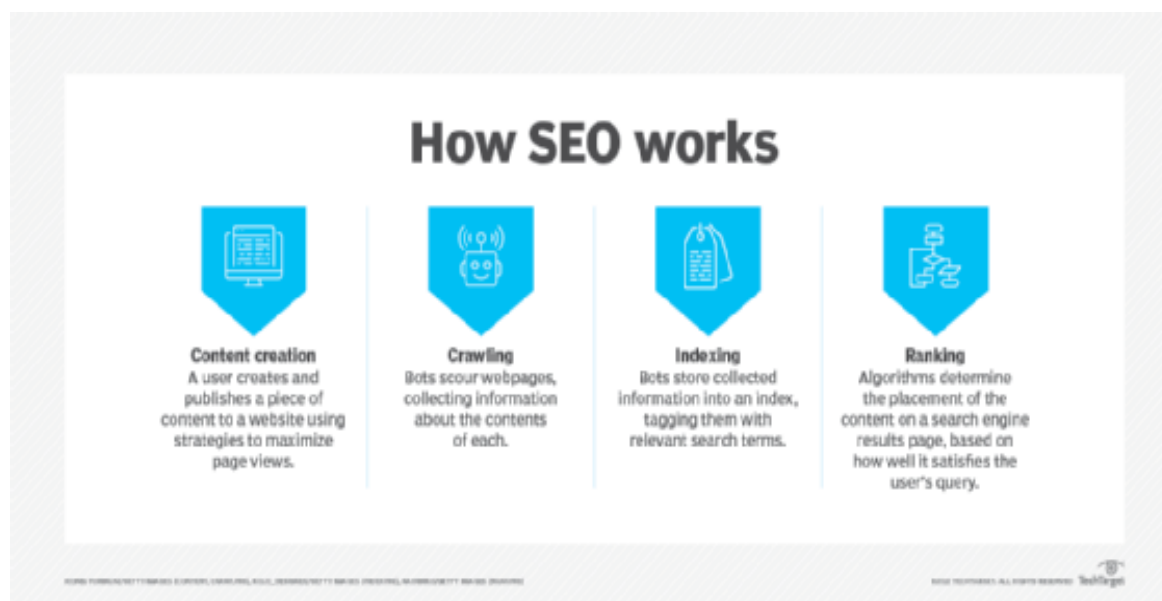 How SEO works
Content creation
A user creates and
publishes a piece of
content to a website using
strategies to maximize
page views.
Crawling
Bots scour webpages,
collecting information
about the contents
of each.
Indexing
Bots store collected
information into an index,
tagging them with
relevant search terms.
Ranking
Algorithms determine
the placement of the
content on a search engine
results page, based on
how well it satisfies the
user's query.
ALL RIGHTS RESERVED TechTarget